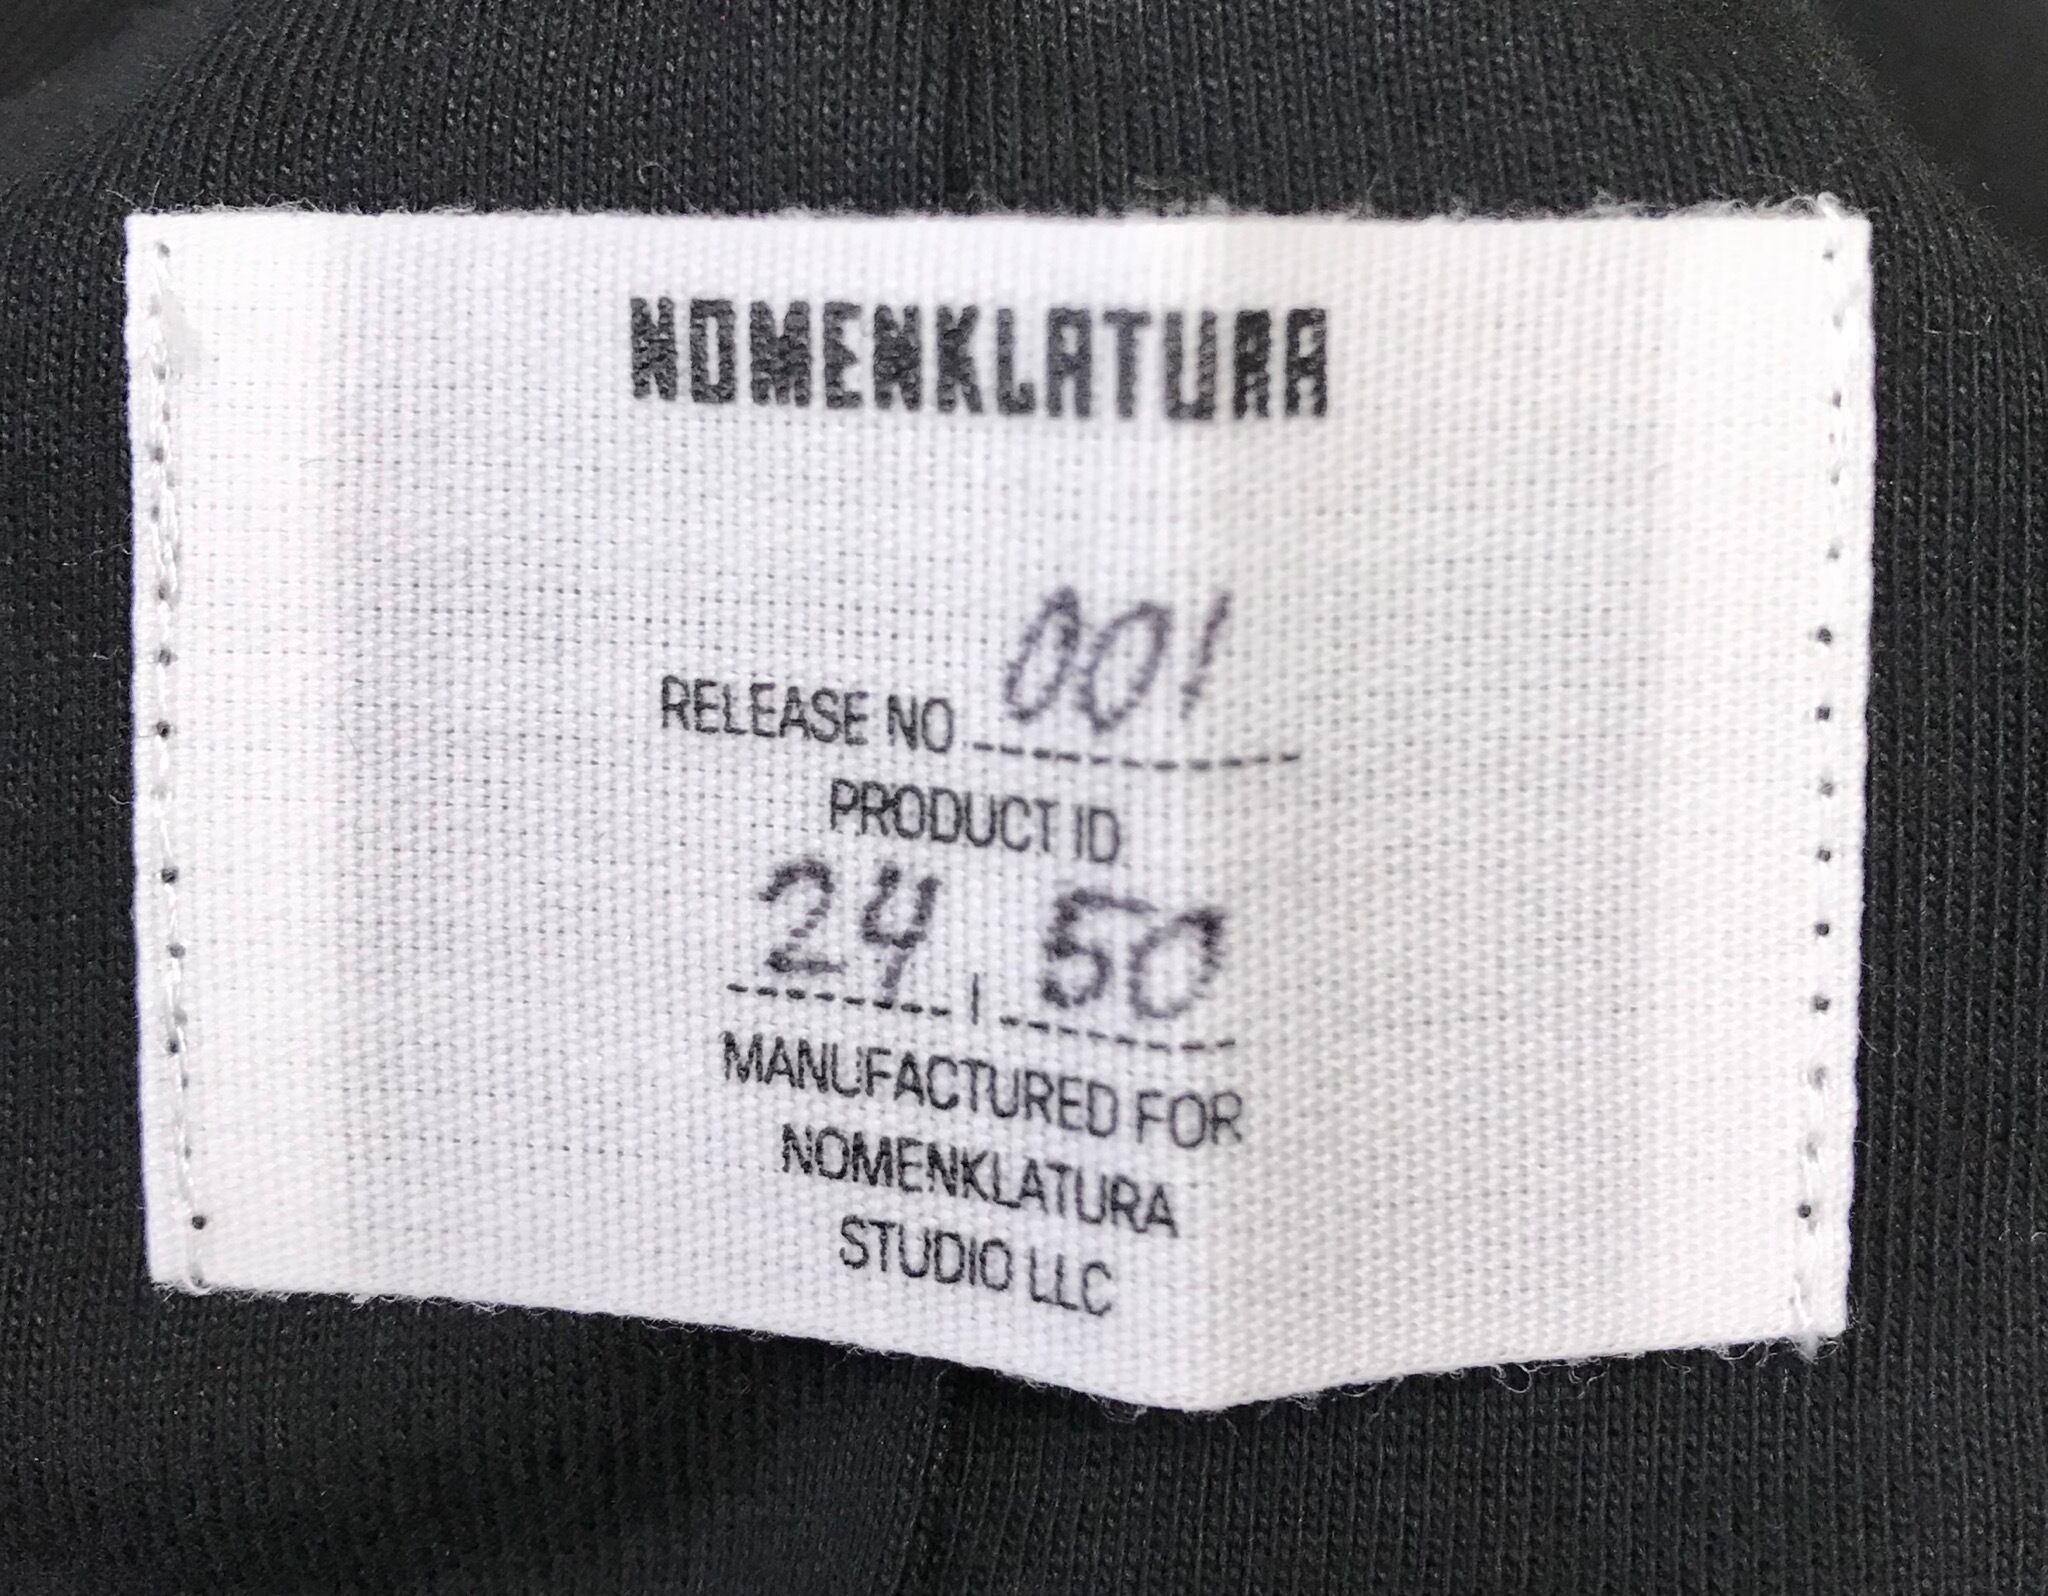 NOMENKLATURA
RELEASE NO 001
PRODUCT ID
24 | 50
MANUFACTURED FOR
NOMENKLATURA
STUDIO LLC